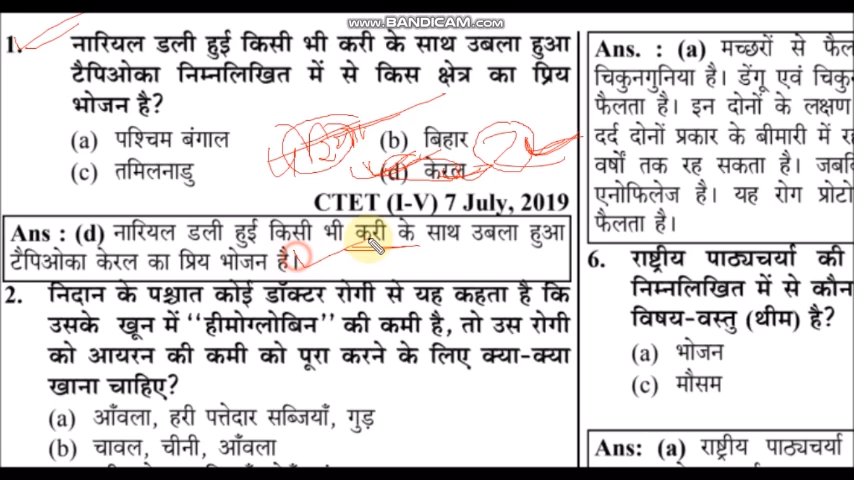 www.BANDICAM.com
1. नारियल डली हुई किसी भी करी के साथ उबला हुआ
टैपिओका निम्नलिखित में से किस क्षेत्र का प्रिय
भोजन है?
(a) पश्चिम बंगाल (b) बिहार
(c) तमिलनाडु (d) केरल
CTET (I-V) 7 July, 2019
Ans : (d) नारियल डली हुई किसी भी करी के साथ उबला हुआ
टैपिओका केरल का प्रिय भोजन है।
2. निदान के पश्चात कोई डॉक्टर रोगी से यह कहता है कि
उसके खून में "हीमोग्लोबिन" की कमी है, तो उस रोगी
को आयरन की कमी को पूरा करने के लिए क्या-क्या
खाना चाहिए?
(a) आँवला, हरी पत्तेदार सब्जियाँ, गुड़
(b) चावल, चीनी, आँवला
Ans. : (a) मच्छरों से
चिकुनगुनिया है। डेंगू एवं
फैलता है। इन दोनों के लक्षण
दर्द दोनों प्रकार के बीमारी में
वर्षों तक रह सकता है।
एनोफिलेज है। यह रोग
फैलता है।
6. राष्ट्रीय पाठ्यचर्या की
निम्नलिखित में से कौन
विषय-वस्तु (थीम) है?
(a) भोजन
(c) मौसम
Ans: (a) राष्ट्रीय पाठ्यचर्या